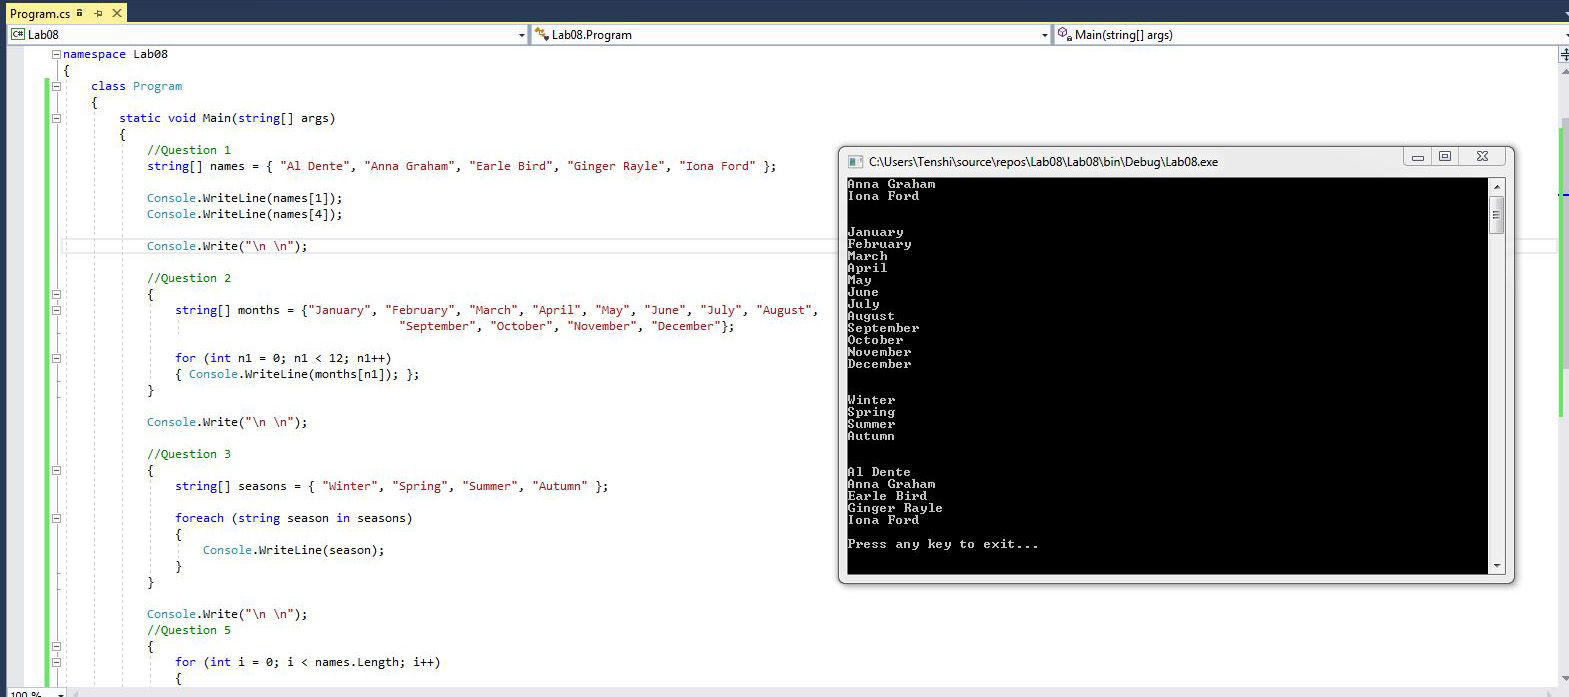 Program.cs
Lab08
Lab08.Program
Main(string[] args)
namespace Lab08
{
class Program
{
static void Main(string[] args)
{
//Question 1
string[] names = { "Al Dente", "Anna Graham", "Earle Bird", "Ginger Rayle", "Iona Ford" };
Console.WriteLine(names[1]);
Console.WriteLine(names[4]);
Console.Write("\n \n");
//Question 2
{
string[] months = {"January", "February", "March", "April", "May", "June", "July", "August",
"September", "October", "November", "December"};
for (int n1 = 0; n1 < 12; n1++)
{ Console.WriteLine(months[n1]); };
}
Console.Write("\n \n");
//Question 3
{
string[] seasons = { "Winter", "Spring", "Summer", "Autumn" };
foreach (string season in seasons)
{
Console.WriteLine(season);
}
}
Console.Write("\n \n");
//Question 5
{
for (int i = 0; i < names.Length; i++)
{
100 %
C:\Users\Tenshi\source\repos\Lab08\Lab08\bin\Debug\Lab08.exe
Anna Graham
Iona Ford
January
February
March
April
May
June
July
August
September
October
November
December
Winter
Spring
Summer
Autumn
Al Dente
Anna Graham
Earle Bird
Ginger Rayle
Iona Ford
Press any key to exit...